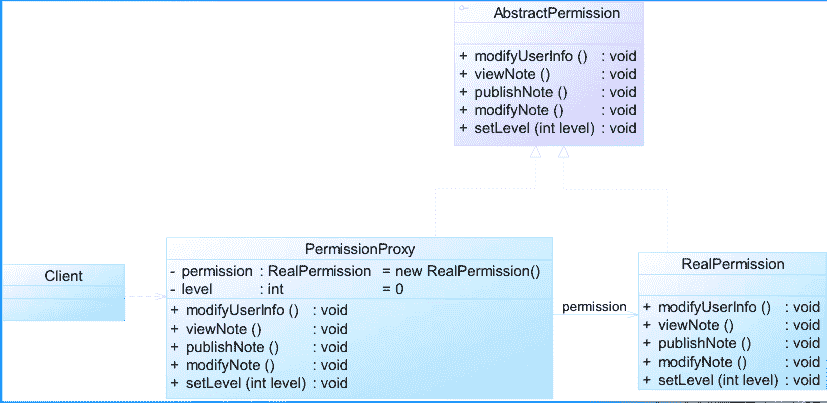 AbstractPermission
+ modifyUserInfo () : void
+ viewNote () : void
+ publishNote () : void
+ modifyNote () : void
+ setLevel (int level) : void
PermissionProxy
- permission : RealPermission = new RealPermission()
- level : int = 0
+ modifyUserInfo () : void
+ viewNote () : void
+ publishNote () : void
+ modifyNote () : void
+ setLevel (int level) : void
Client
permission
RealPermission
+ modifyUserInfo () : void
+ viewNote () : void
+ publishNote () : void
+ modifyNote () : void
+ setLevel (int level) : void